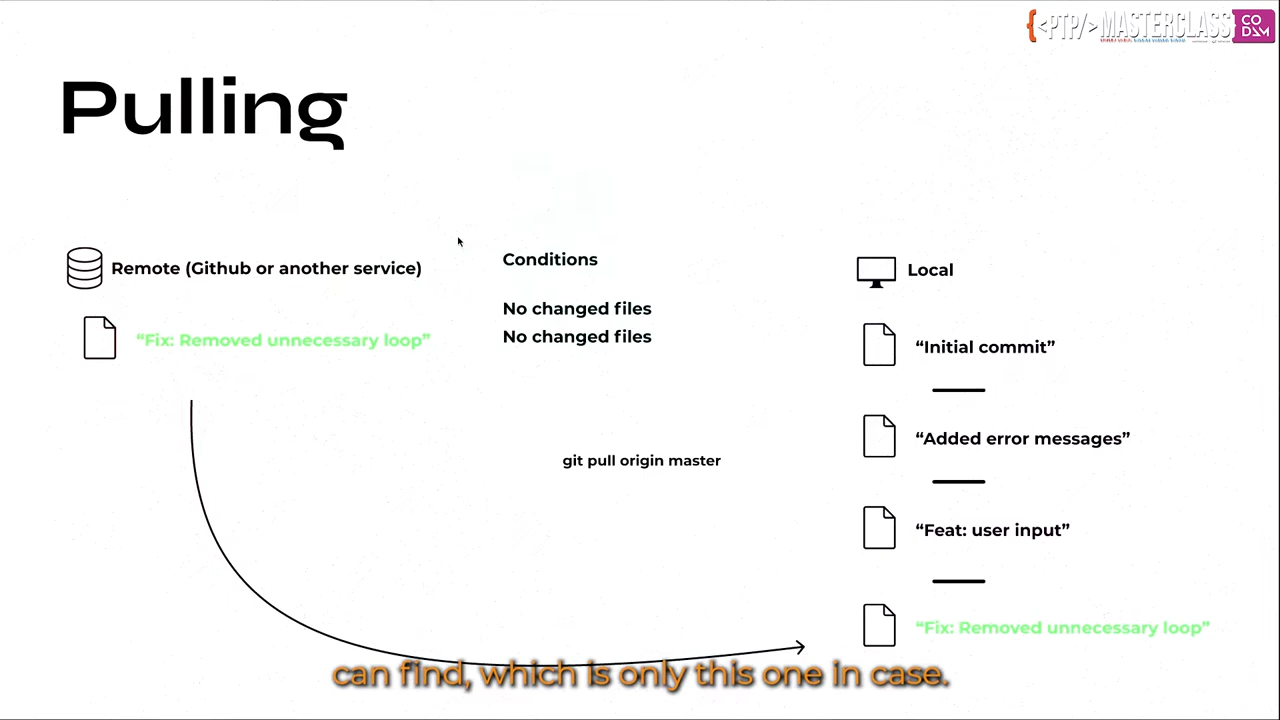 {<PTP/>MASTERCLASS}
CODAM
Pulling
Remote (Github or another service)
“Fix: Removed unnecessary loop”
Conditions
No changed files
No changed files
git pull origin master
Local
“Initial commit”
“Added error messages”
“Feat: user input”
“Fix: Removed unnecessary loop”
can find, which is only this one in case.